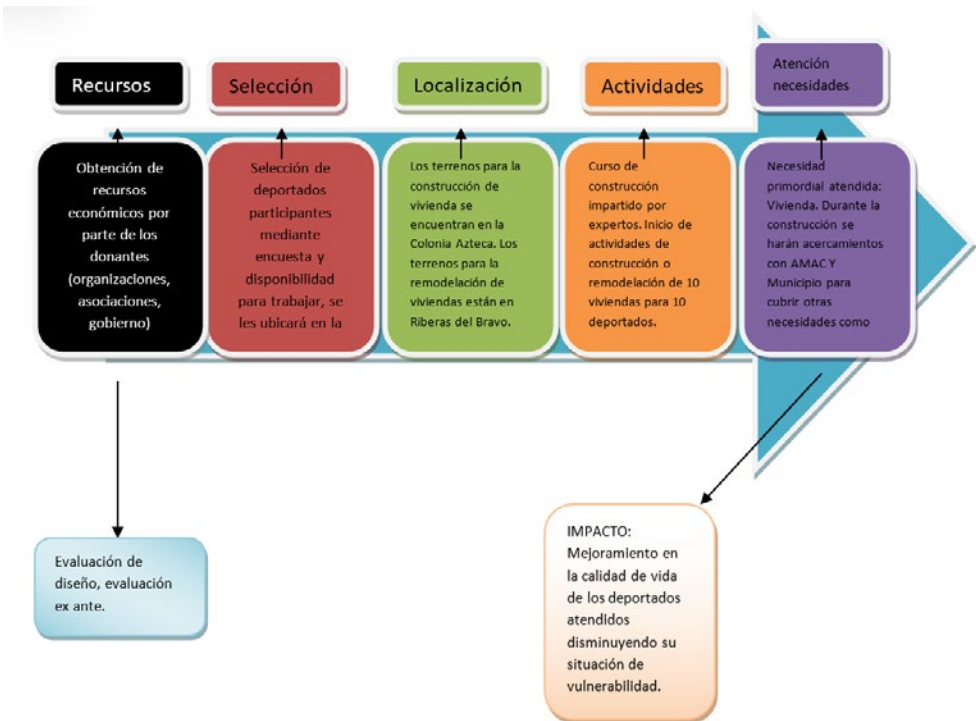 Recursos
Selección
Localización
Actividades
Atención
necesidades
Obtención de
recursos
económicos por
parte de los
donantes
(organizaciones,
asociaciones,
gobierno)
Selección de
deportados
participantes
mediante
encuesta y
disponibilidad
para trabajar, se
les ubicará en la
Los terrenos para la
construcción de
vivienda se
encuentran en la
Colonia Azteca. Los
terrenos para la
remodelación de
viviendas están en
Riberas del Bravo.
Curso de
construcción
impartido por
expertos. Inicio de
actividades de
construcción o
remodelación de 10
viviendas para 10
deportados.
Necesidad
primordial atendida:
Vivienda. Durante la
construcción se
harán acercamientos
con AMAC Y
Municipio para
cubrir otras
necesidades como
Evaluación de
diseño, evaluación
ex ante.
IMPACTO:
Mejoramiento en
la calidad de vida
de los deportados
atendidos
disminuyendo su
situación de
vulnerabilidad.